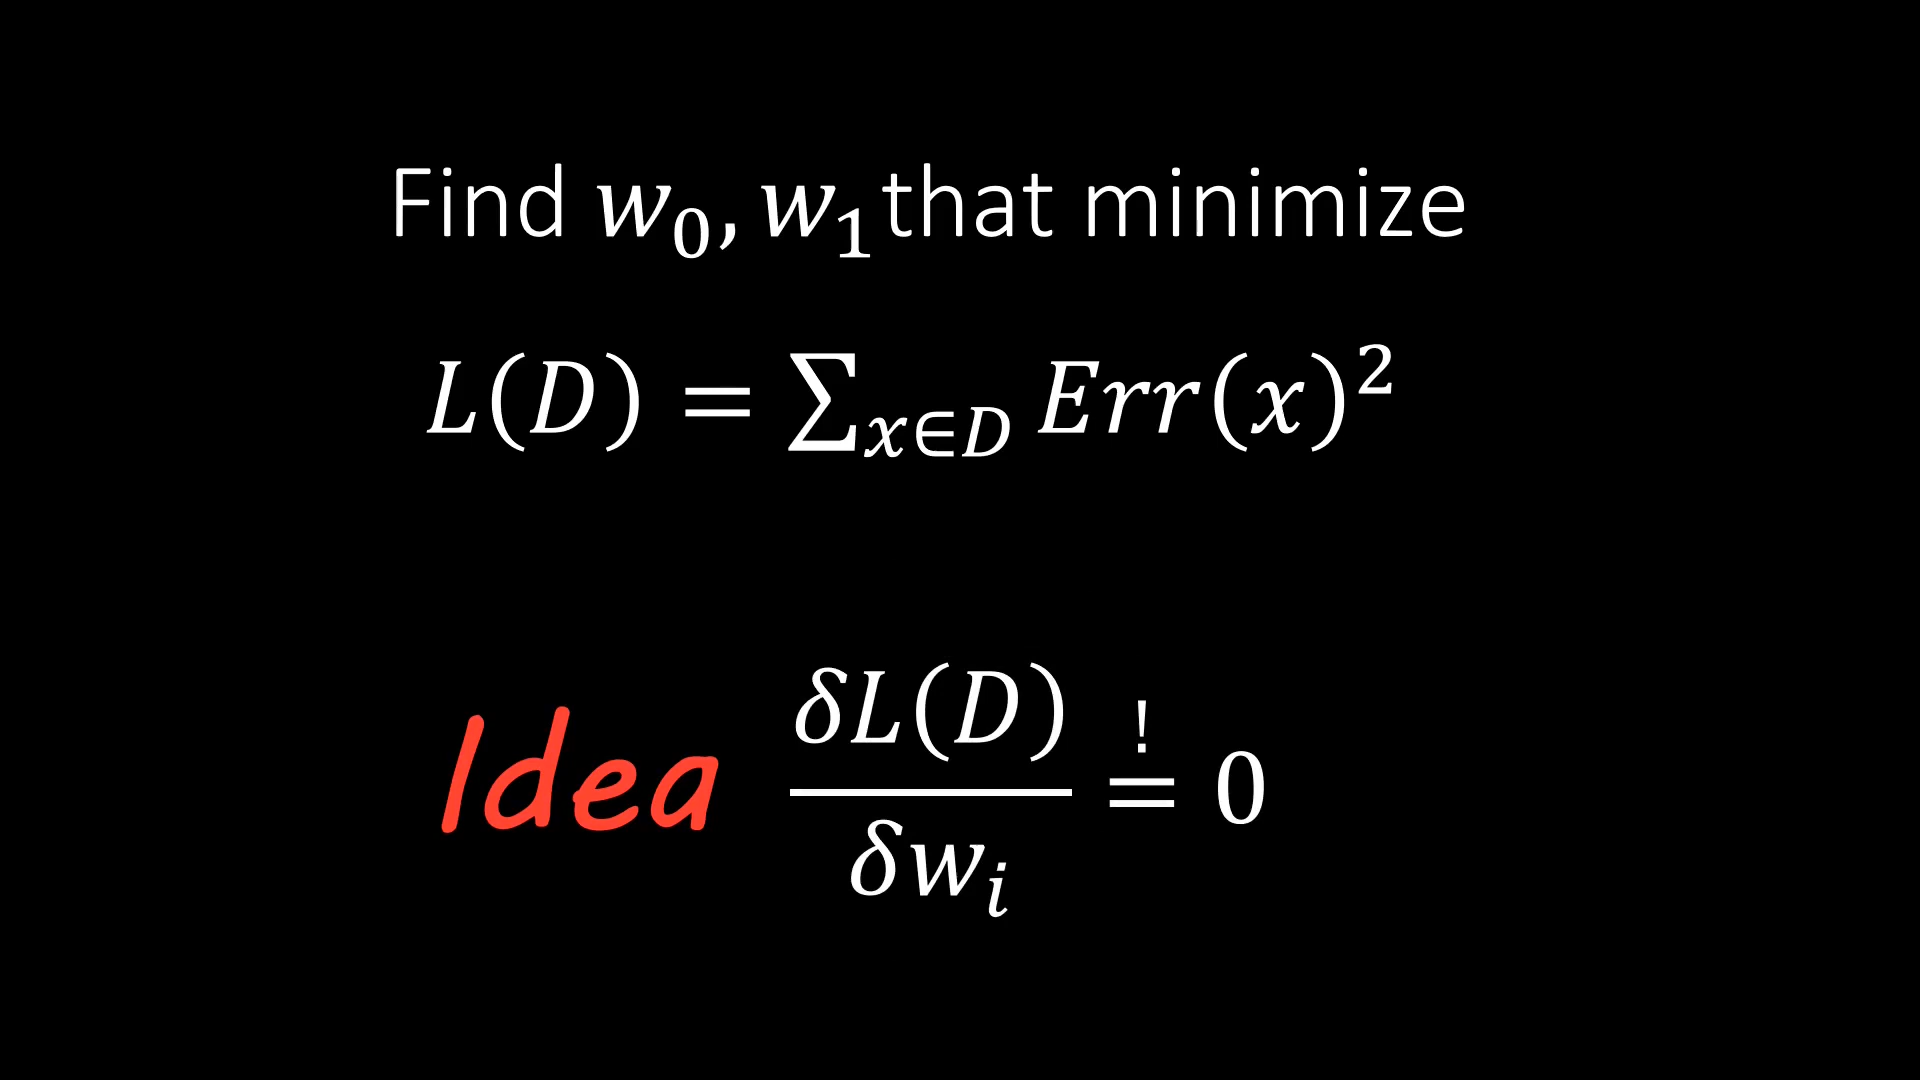 Find w₀, w₁ that minimize
L(D) = ∑ₓ∈D Err(x)²
Idea δL(D)/δwᵢ =! 0